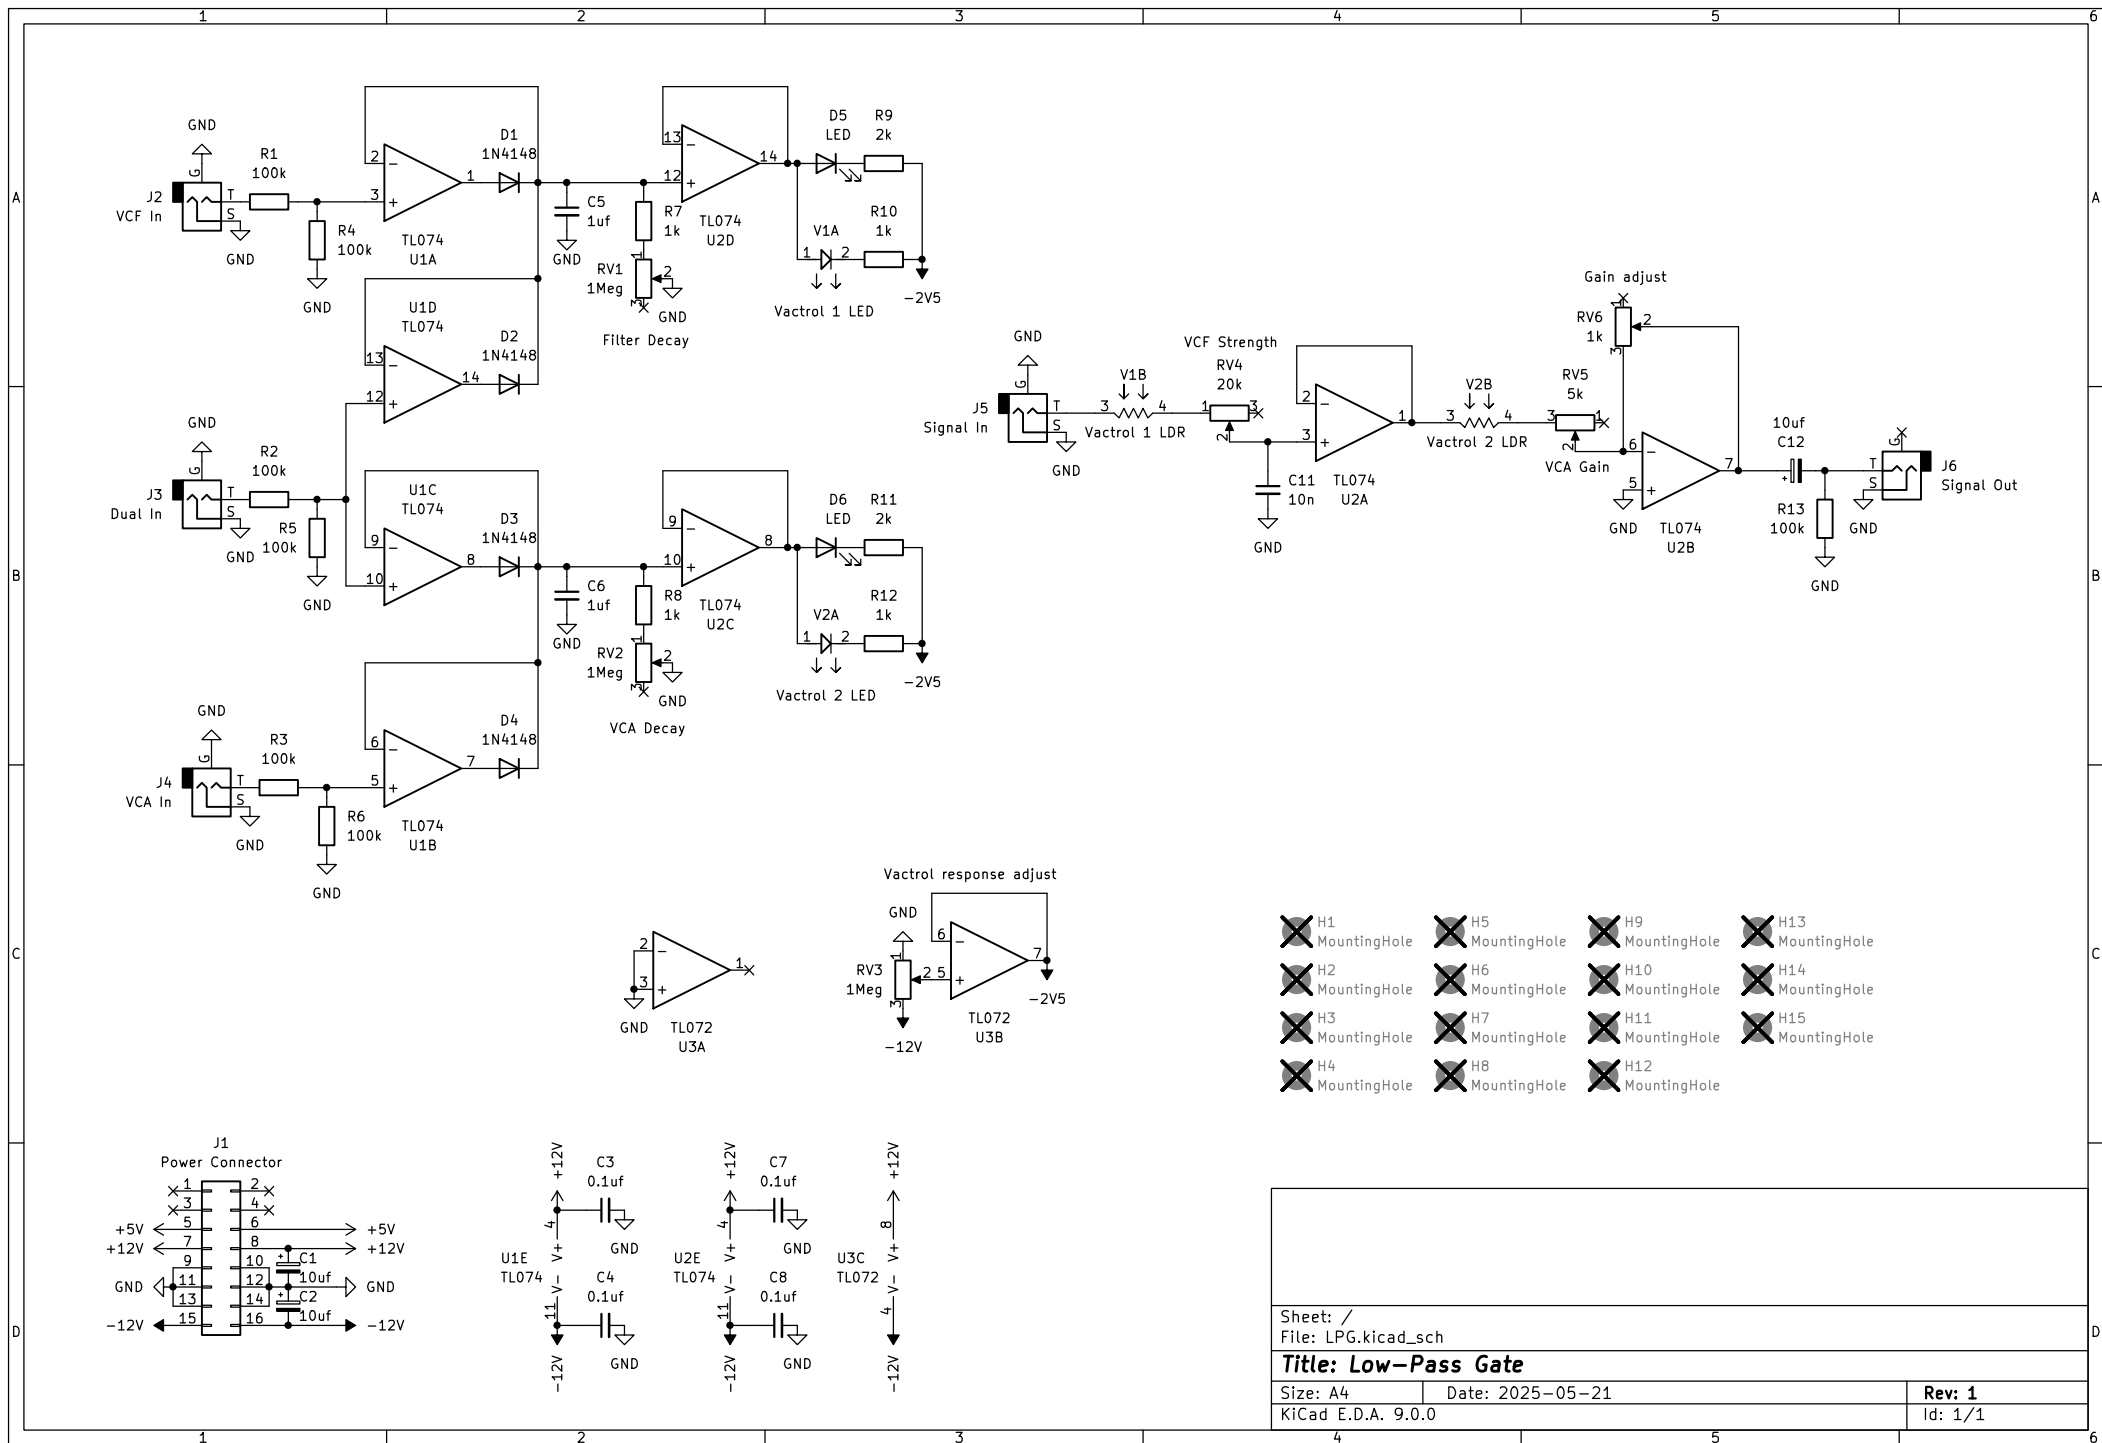 1 2 3 4 5 6
A
B
C
D
A
B
C
D
1 2 3 4 5 6
GND
G
J2
VCF In
T
S
GND
R1
100k
R4
100k
GND
2
3
1
TL074
U1A
D1
1N4148
C5
1uf
GND
R7
1k
1
RV1
1Meg
2
3
GND
Filter Decay
13
12
14
TL074
U2D
D5
LED
R9
2k
V1A
1 2
R10
1k
Vactrol 1 LED
-2V5
U1D
TL074
13
12
14
D2
1N4148
GND
G
J3
Dual In
T
S
GND
R2
100k
R5
100k
GND
U1C
TL074
9
10
8
D3
1N4148
C6
1uf
GND
R8
1k
1
RV2
1Meg
2
3
GND
VCA Decay
9
10
8
TL074
U2C
D6
LED
R11
2k
V2A
1 2
R12
1k
Vactrol 2 LED
-2V5
GND
G
J4
VCA In
T
S
GND
R3
100k
R6
100k
GND
6
5
7
TL074
U1B
D4
1N4148
GND
G
J5
Signal In
T
S
GND
V1B
3 4
Vactrol 1 LDR
VCF Strength
RV4
20k
1 3
2
C11
10n
GND
2
3
1
TL074
U2A
V2B
3 4
Vactrol 2 LDR
RV5
5k
3 1
2
VCA Gain
Gain adjust
1
RV6
1k
2
3
6
5
7
GND
TL074
U2B
10uf
C12
R13
100k
GND
G
T
S
GND
J6
Signal Out
2
3
1
GND
TL072
U3A
Vactrol response adjust
GND
1
RV3
1Meg
2
3
-12V
6
5
7
-2V5
TL072
U3B
H1
MountingHole
H2
MountingHole
H3
MountingHole
H4
MountingHole
H5
MountingHole
H6
MountingHole
H7
MountingHole
H8
MountingHole
H9
MountingHole
H10
MountingHole
H11
MountingHole
H12
MountingHole
H13
MountingHole
H14
MountingHole
H15
MountingHole
J1
Power Connector
1 2
3 4
+5V 5 6 +5V
+12V 7 8 +12V
9 10 C1
10uf
GND 11 12 GND
13 14 C2
10uf
-12V 15 16 -12V
+12V
4
V+
U1E
TL074
V-
11
-12V
C3
0.1uf
GND
C4
0.1uf
GND
+12V
4
V+
U2E
TL074
V-
11
-12V
C7
0.1uf
GND
C8
0.1uf
GND
+12V
8
V+
U3C
TL072
V-
4
-12V
Sheet: /
File: LPG.kicad_sch
Title: Low-Pass Gate
Size: A4 Date: 2025-05-21 Rev: 1
KiCad E.D.A. 9.0.0 Id: 1/1